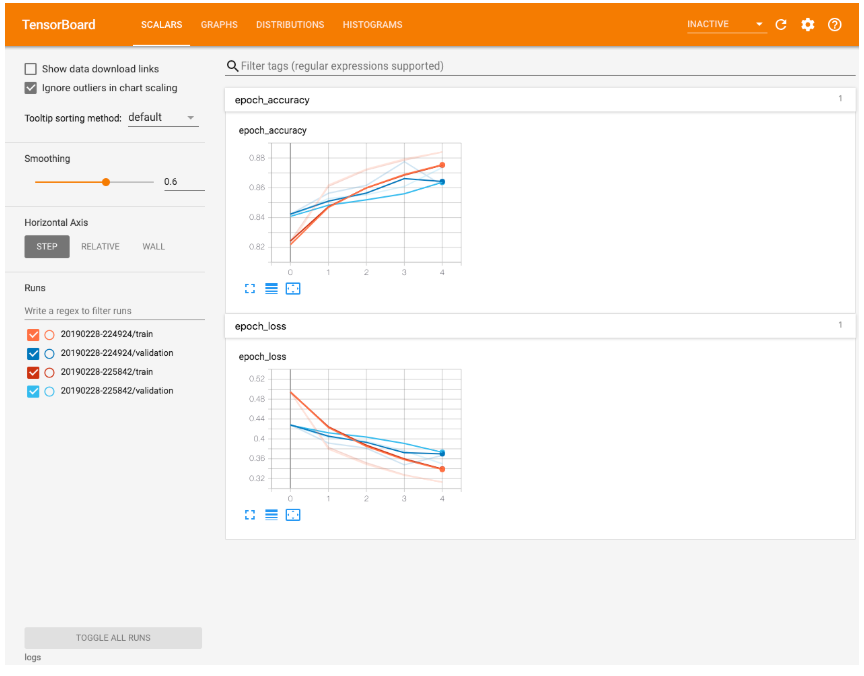 TensorBoard SCALARS GRAPHS DISTRIBUTIONS HISTOGRAMS INACTIVE
Show data download links
Ignore outliers in chart scaling
Tooltip sorting method: default
Smoothing
0.6
Horizontal Axis
STEP RELATIVE WALL
Runs
Write a regex to filter runs
20190228-224924/train
20190228-224924/validation
20190228-225842/train
20190228-225842/validation
TOGGLE ALL RUNS
logs
Filter tags (regular expressions supported)
epoch_accuracy 1
epoch_accuracy
0.88
0.86
0.84
0.82
0 1 2 3 4
epoch_loss 1
epoch_loss
0.52
0.48
0.44
0.4
0.36
0.32
0 1 2 3 4